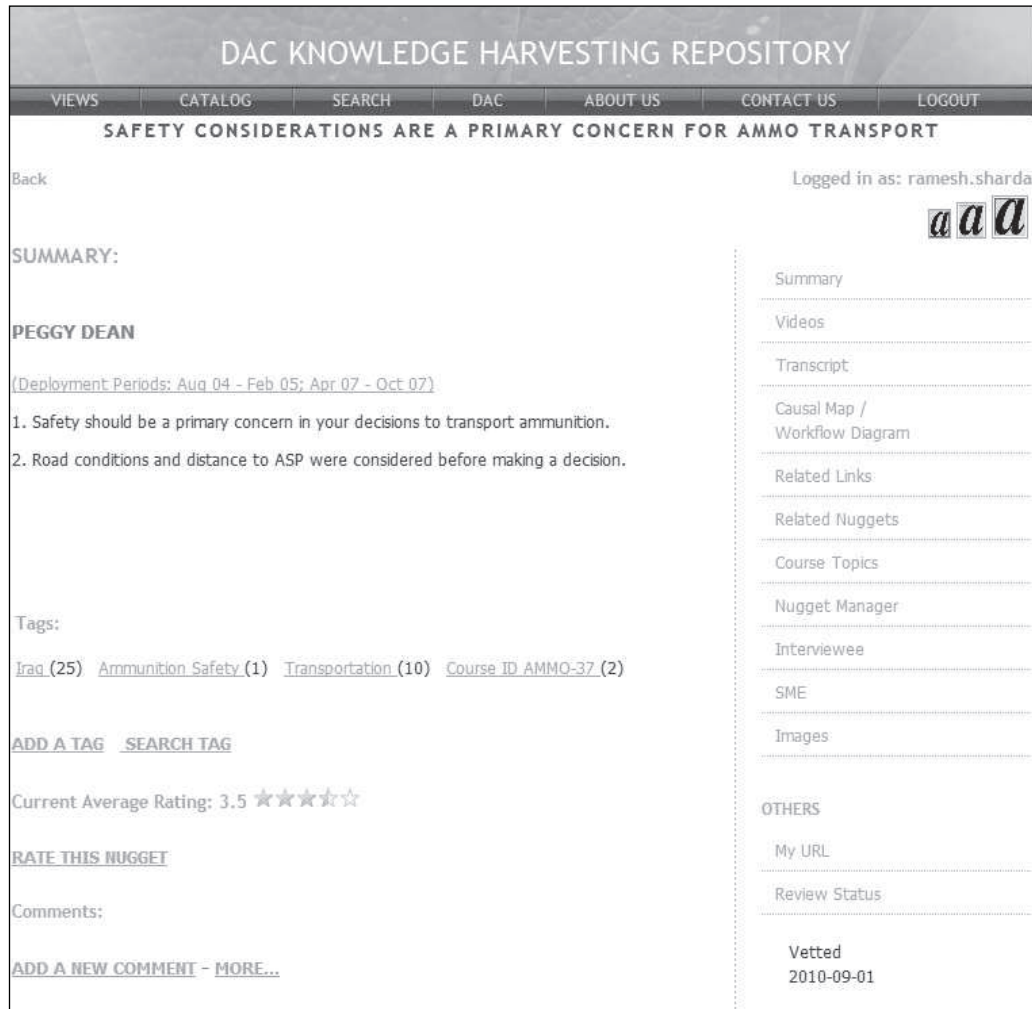 DAC KNOWLEDGE HARVESTING REPOSITORY
VIEWS CATALOG SEARCH DAC ABOUT US CONTACT US LOGOUT
SAFETY CONSIDERATIONS ARE A PRIMARY CONCERN FOR AMMO TRANSPORT
Back
Logged in as: ramesh.sharda
a a a
SUMMARY:
PEGGY DEAN
(Deployment Periods: Aug 04 - Feb 05; Apr 07 - Oct 07)
1. Safety should be a primary concern in your decisions to transport ammunition.
2. Road conditions and distance to ASP were considered before making a decision.
Tags:
Iraq (25) Ammunition Safety (1) Transportation (10) Course ID AMMO-37 (2)
ADD A TAG SEARCH TAG
Current Average Rating: 3.5
RATE THIS NUGGET
Comments:
ADD A NEW COMMENT - MORE...
Summary
Videos
Transcript
Causal Map /
Workflow Diagram
Related Links
Related Nuggets
Course Topics
Nugget Manager
Interviewee
SME
Images
OTHERS
My URL
Review Status
Vetted
2010-09-01